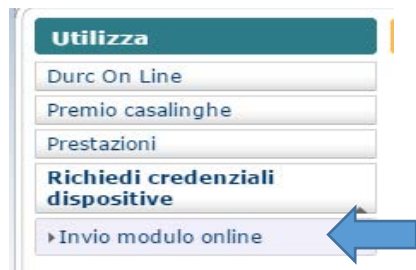 Utilizza
Durc On Line
Premio casalinghe
Prestazioni
Richiedi credenziali
dispositive
Invio modulo online